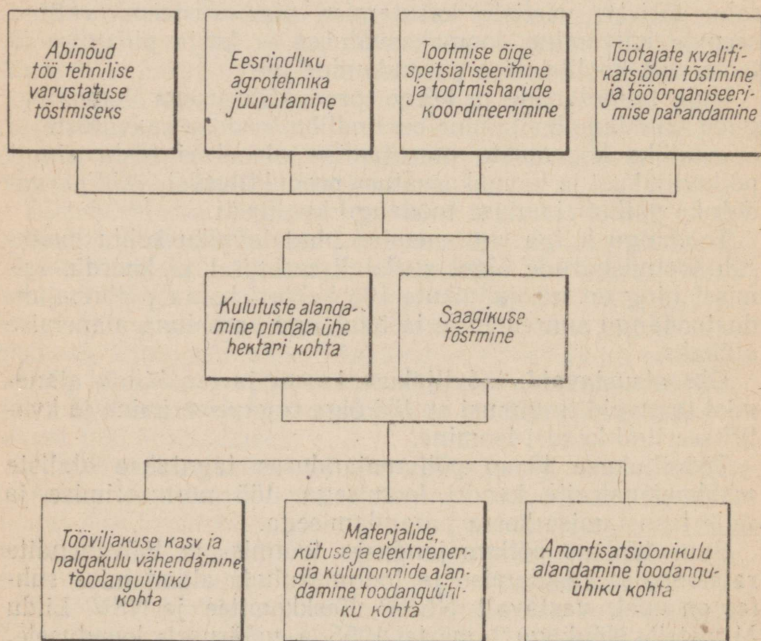 Abinõud
töö tehnilise
varustatuse
tõstmiseks
Eesrindliku
agrotehnika
juurutamine
Tootmise õige
spetsialiseerimine
ja tootmisharude
koordineerimine
Töötajate kvalifi-
katsiooni tõstmine
ja töö organiseeri-
mise parandamine
Kulutuste alanda-
mine pindala ühe
hektari kohta
Saagikuse
tõstmine
Tööviljakuse kasv ja
palgakulu vähendamine
toodanguühiku
kohta
Materjalide,
kütuse ja elektriener-
gia kulunormide alan-
damine toodanguühi-
ku kohta
Amortisatsioonikulu
alandamine toodangu-
ühiku kohta